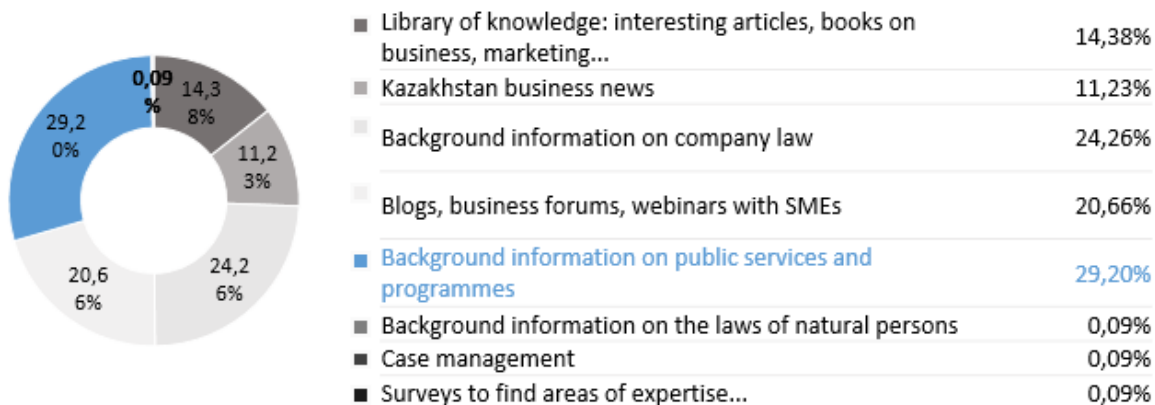 0,09
%
14,3
8%
29,2
0%
11,2
3%
20,6
6%
24,2
6%
Library of knowledge: interesting articles, books on
business, marketing...
14,38%
Kazakhstan business news
11,23%
Background information on company law
24,26%
Blogs, business forums, webinars with SMEs
20,66%
Background information on public services and
programmes
29,20%
Background information on the laws of natural persons
0,09%
Case management
0,09%
Surveys to find areas of expertise...
0,09%